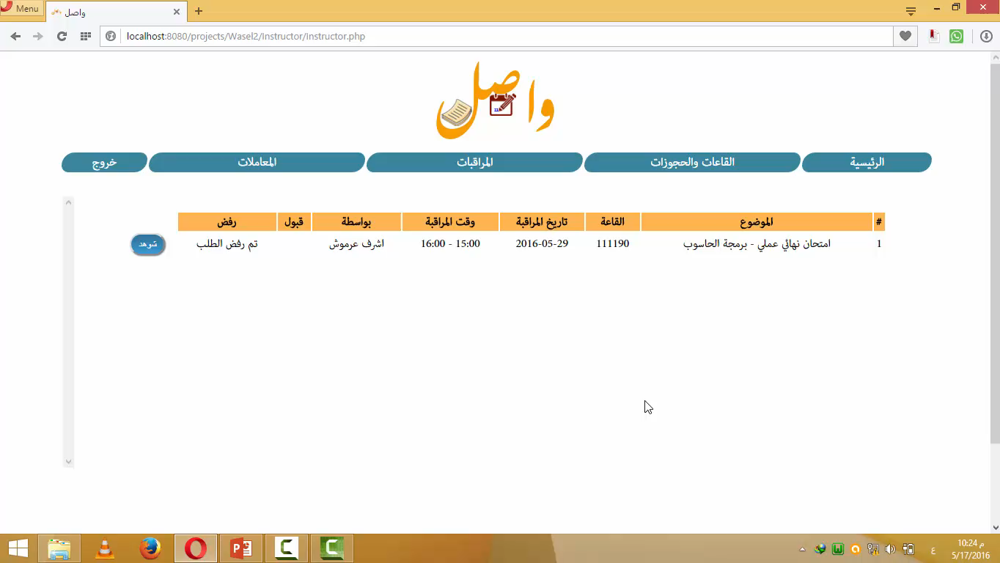 Menu
واصل
localhost:8080/projects/Wasel2/Instructor/Instructor.php
واصل
الرئيسية
القاعات والحجوزات
المراقبات
المعاملات
خروج
# الموضوع القاعة تاريخ المراقبة وقت المراقبة بواسطة قبول رفض
1 امتحان نهائي عملي - برمجة الحاسوب 111190 2016-05-29 15:00 - 16:00 اشرف عرموش تم رفض الطلب شوهد
ع
10:24 م
5/17/2016